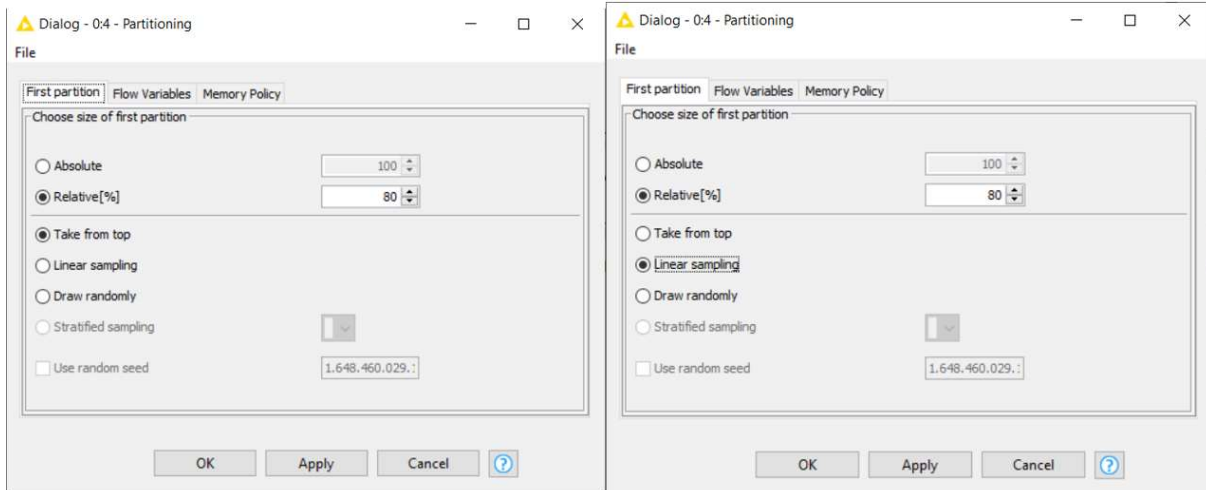 Dialog - 0:4 - Partitioning
File
First partition Flow Variables Memory Policy
Choose size of first partition
Absolute 100
Relative[%] 80
Take from top
Linear sampling
Draw randomly
Stratified sampling
Use random seed 1.648.460.029.
OK Apply Cancel ?
Dialog - 0:4 - Partitioning
File
First partition Flow Variables Memory Policy
Choose size of first partition
Absolute 100
Relative[%] 80
Take from top
Linear sampling
Draw randomly
Stratified sampling
Use random seed 1.648.460.029.
OK Apply Cancel ?